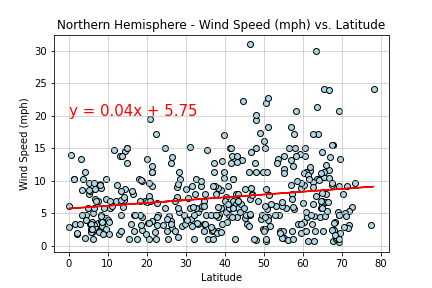 Northern Hemisphere - Wind Speed (mph) vs. Latitude
30
25
20
15
10
5
0
Wind Speed (mph)
y = 0.04x + 5.75
0 10 20 30 40 50 60 70 80
Latitude